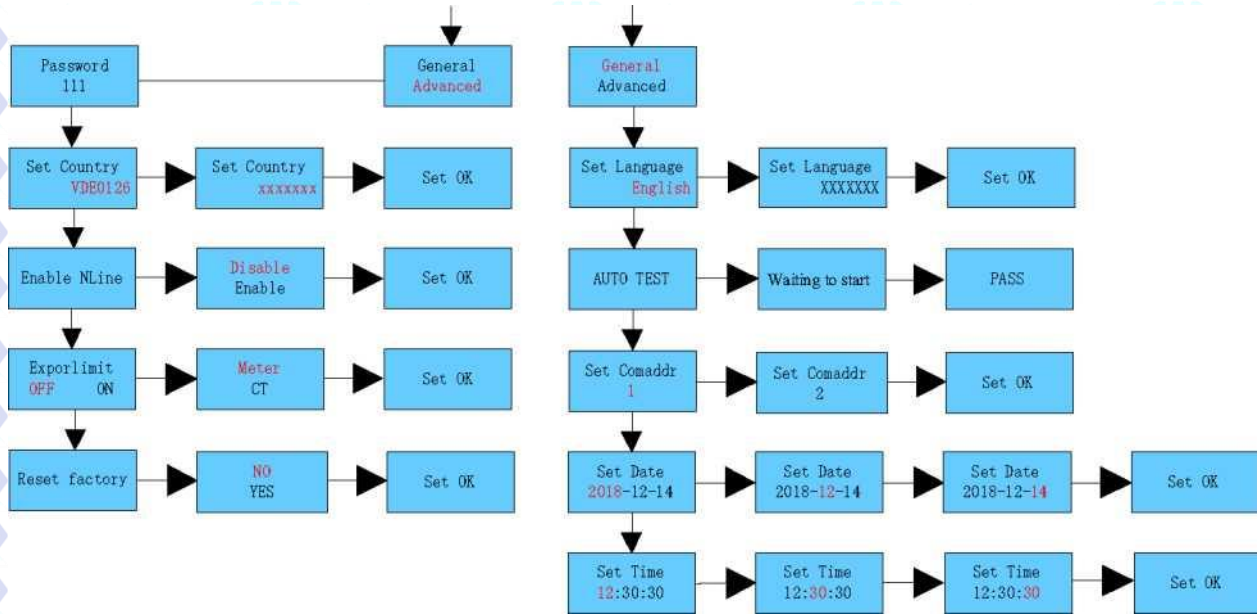 Password
111
General
Advanced
Set Country
VDE0126
Set Country
xxxxxxx
Set OK
Enable NLine
Disable
Enable
Set OK
Exporlimit
OFF ON
Meter
CT
Set OK
Reset factory
NO
YES
Set OK
General
Advanced
Set Language
English
Set Language
XXXXXXX
Set OK
AUTO TEST
Waiting to start
PASS
Set Comaddr
1
Set Comaddr
2
Set OK
Set Date
2018-12-14
Set Date
2018-12-14
Set Date
2018-12-14
Set OK
Set Time
12:30:30
Set Time
12:30:30
Set Time
12:30:30
Set OK